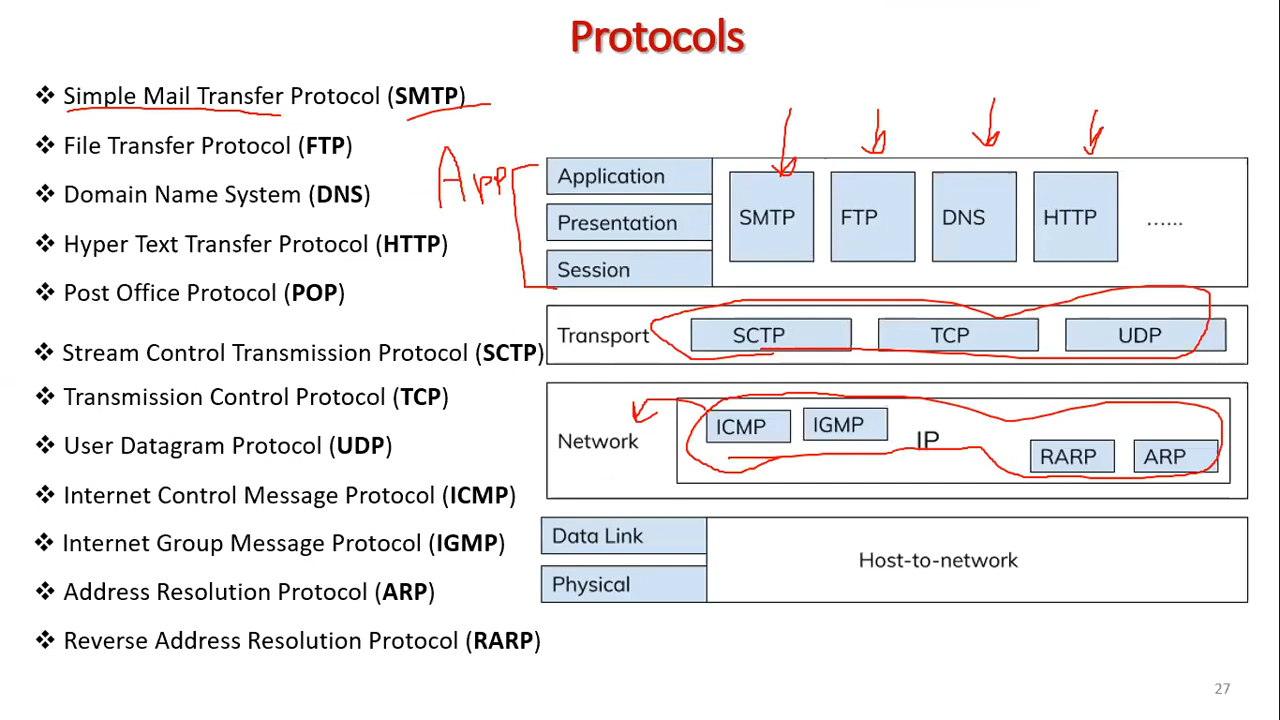 Protocols
❖ Simple Mail Transfer Protocol (SMTP)
❖ File Transfer Protocol (FTP)
❖ Domain Name System (DNS)
❖ Hyper Text Transfer Protocol (HTTP)
❖ Post Office Protocol (POP)
❖ Stream Control Transmission Protocol (SCTP)
❖ Transmission Control Protocol (TCP)
❖ User Datagram Protocol (UDP)
❖ Internet Control Message Protocol (ICMP)
❖ Internet Group Message Protocol (IGMP)
❖ Address Resolution Protocol (ARP)
❖ Reverse Address Resolution Protocol (RARP)
App
Application
Presentation
Session
SMTP FTP DNS HTTP ......
Transport SCTP TCP UDP
Network ICMP IGMP IP RARP ARP
Data Link
Physical
Host-to-network
27